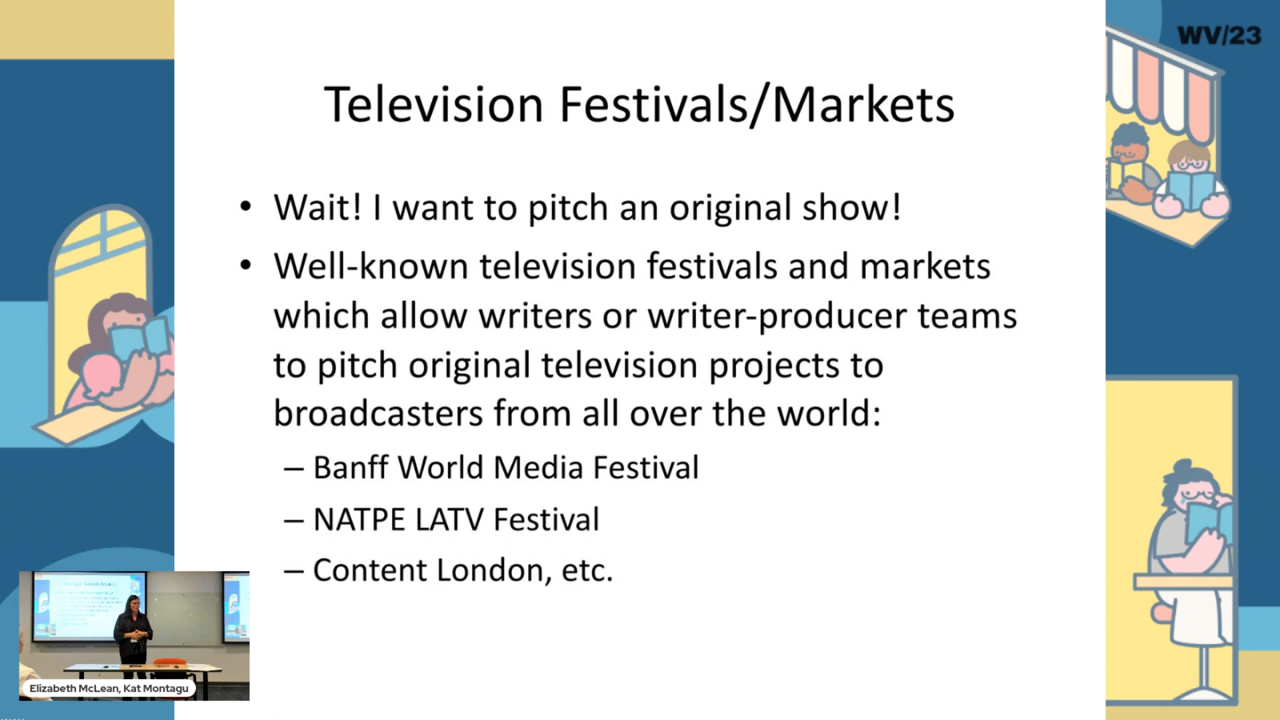 WV/23
Television Festivals/Markets
• Wait! I want to pitch an original show!
• Well-known television festivals and markets
which allow writers or writer-producer teams
to pitch original television projects to
broadcasters from all over the world:
– Banff World Media Festival
– NATPE LATV Festival
– Content London, etc.
Elizabeth McLean, Kat Montagu